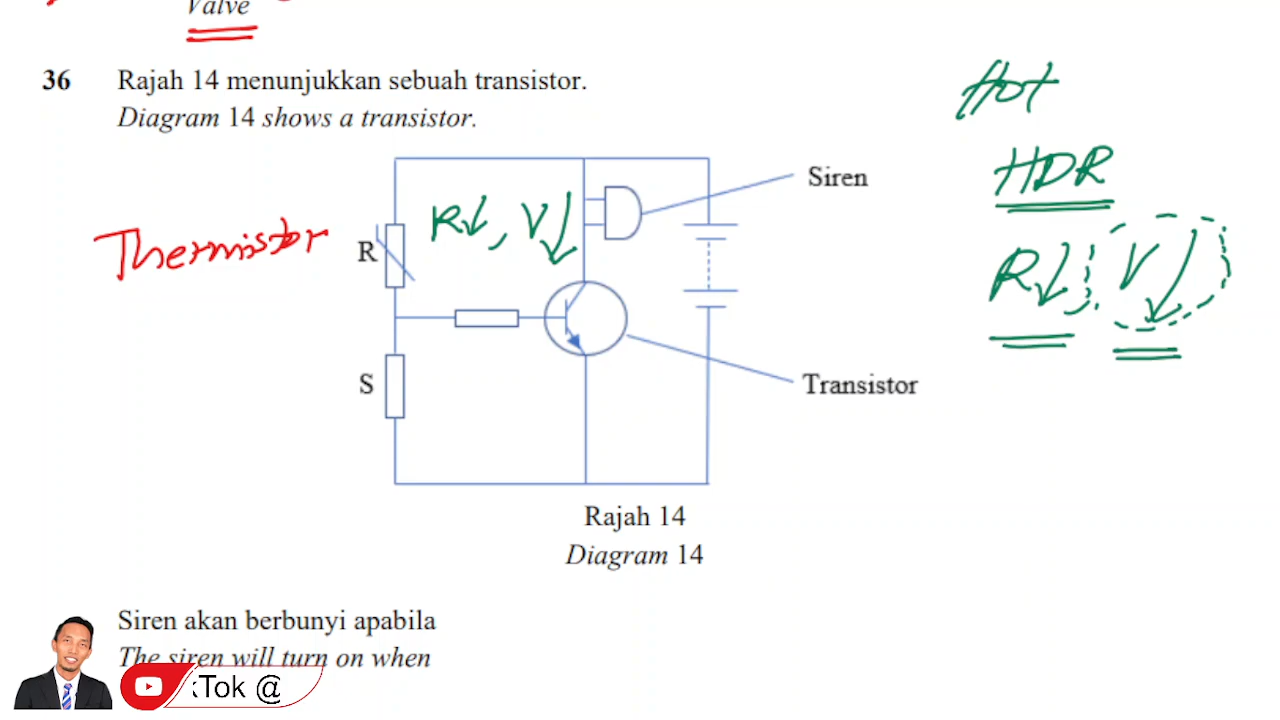 Valve
36 Rajah 14 menunjukkan sebuah transistor.
Diagram 14 shows a transistor.
Hot
HDR
R↓, V↓
Thermistor
R
R↓, V↓
Siren
S
Transistor
Rajah 14
Diagram 14
Siren akan berbunyi apabila
The siren will turn on when
kTok @